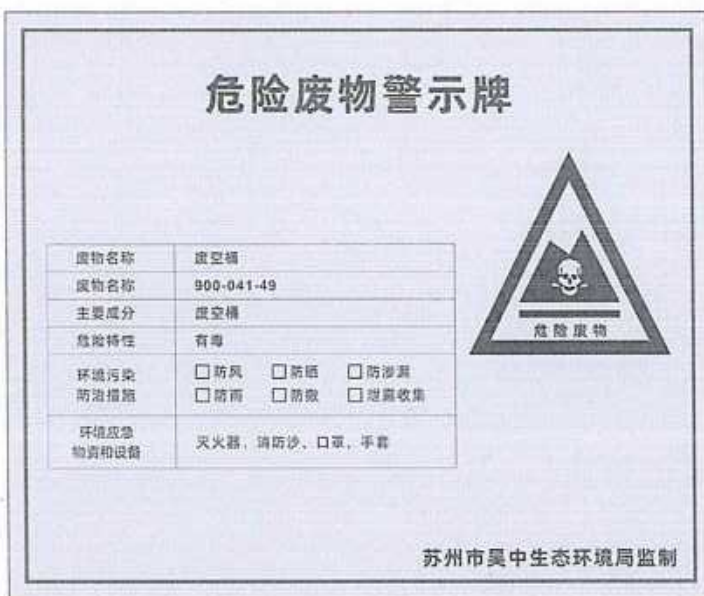 危险废物警示牌
废物名称 废空桶
废物名称 900-041-49
主要成分 废空桶
危险特性 有毒
环境污染 □防风 □防晒 □防渗漏
防治措施 □防雨 □防散 □泄露收集
环境应急
物资和设备 灭火器、消防沙、口罩、手套
危险废物
苏州市吴中生态环境局监制